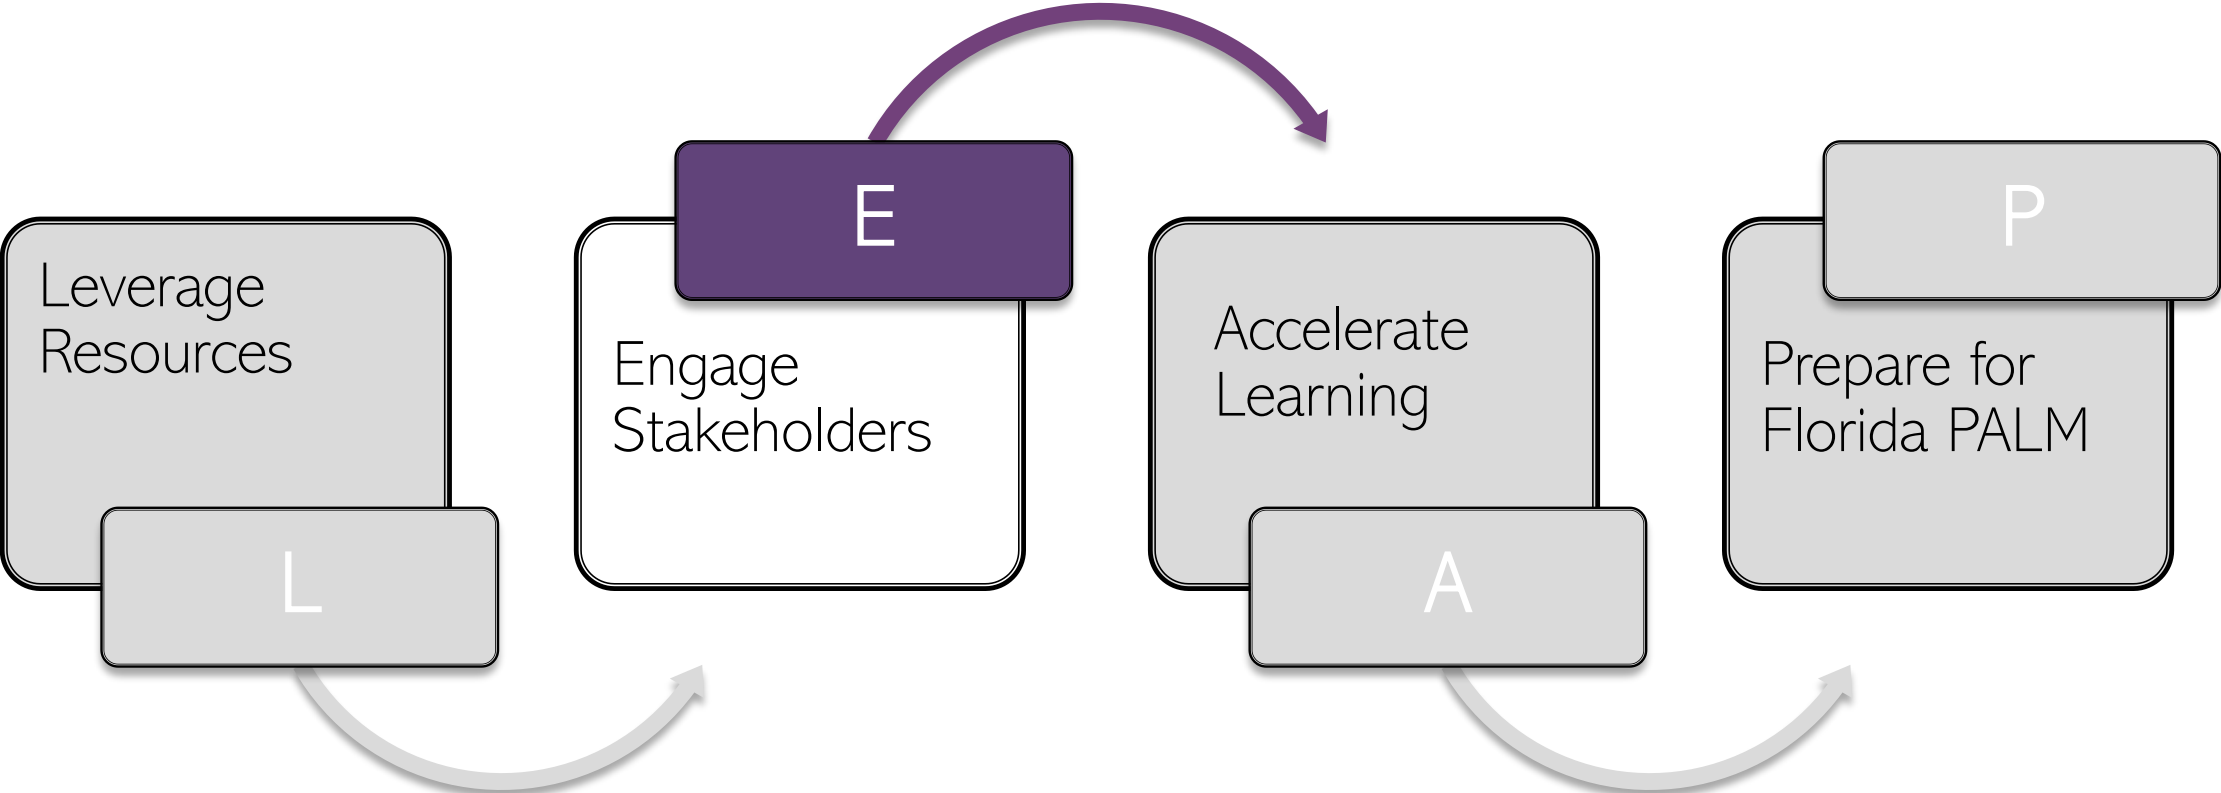 Leverage
Resources
L
E
Engage
Stakeholders
Accelerate
Learning
A
P
Prepare for
Florida PALM